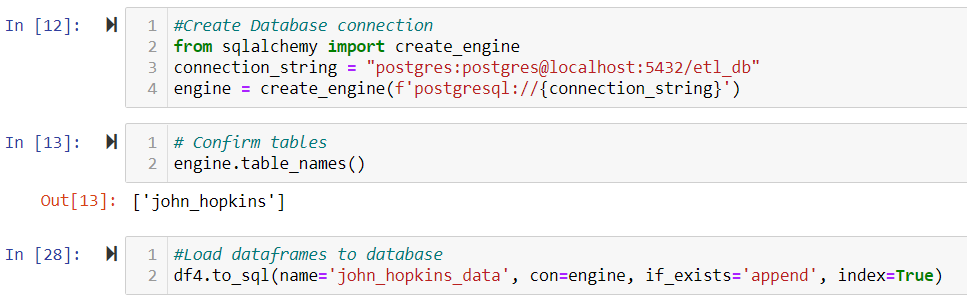 In [12]:
1 #Create Database connection
2 from sqlalchemy import create_engine
3 connection_string = "postgres:postgres@localhost:5432/etl_db"
4 engine = create_engine(f'postgresql://{connection_string}')
In [13]:
1 # Confirm tables
2 engine.table_names()
Out[13]: ['john_hopkins']
In [28]:
1 #Load dataframes to database
2 df4.to_sql(name='john_hopkins_data', con=engine, if_exists='append', index=True)